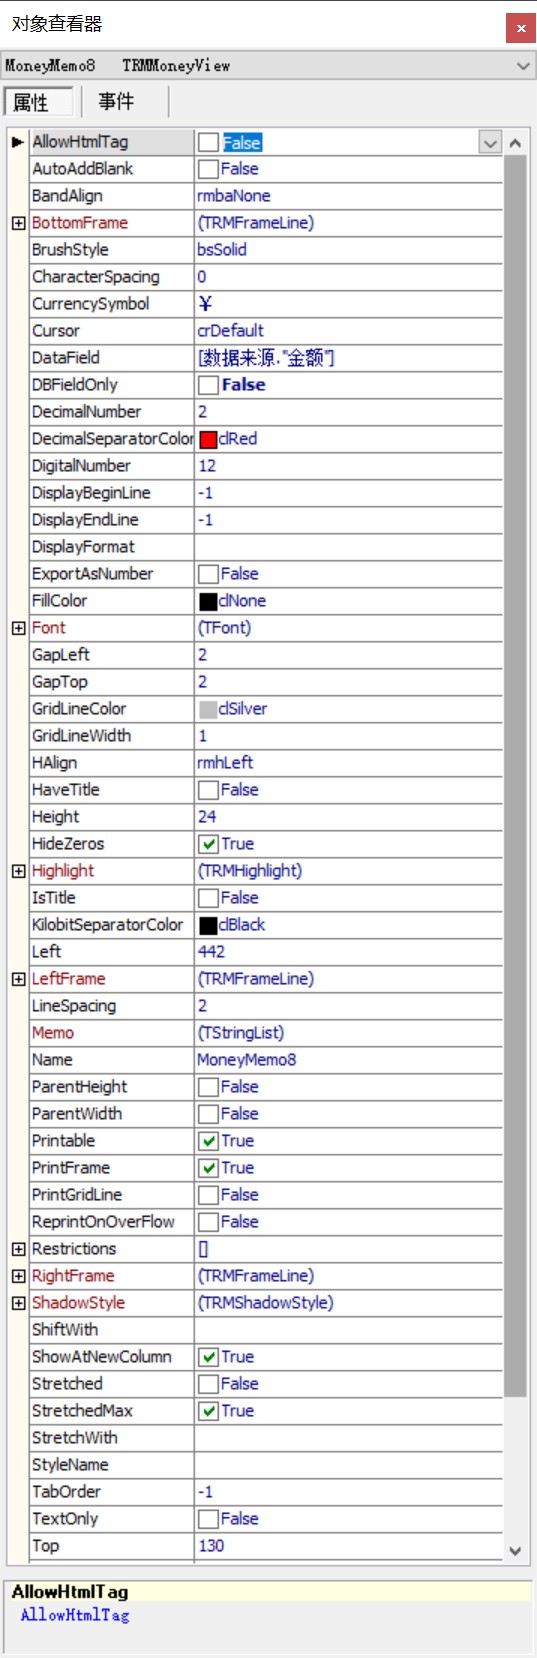 对象查看器
MoneyMemo8 TRMMoneyView
属性 事件
AllowHtmlTag False
AutoAddBlank False
BandAlign rmbaNone
BottomFrame (TRMFrameLine)
BrushStyle bsSolid
CharacterSpacing 0
CurrencySymbol ¥
Cursor crDefault
DataField [数据来源."金额"]
DBFieldOnly False
DecimalNumber 2
DecimalSeparatorColor clRed
DigitalNumber 12
DisplayBeginLine -1
DisplayEndLine -1
DisplayFormat
ExportAsNumber False
FillColor clNone
Font (TFont)
GapLeft 2
GapTop 2
GridLineColor clSilver
GridLineWidth 1
HAlign rmhLeft
HaveTitle False
Height 24
HideZeros True
Highlight (TRMHighlight)
IsTitle False
KilobitSeparatorColor clBlack
Left 442
LeftFrame (TRMFrameLine)
LineSpacing 2
Memo (TStringList)
Name MoneyMemo8
ParentHeight False
ParentWidth False
Printable True
PrintFrame True
PrintGridLine False
ReprintOnOverFlow False
Restrictions []
RightFrame (TRMFrameLine)
ShadowStyle (TRMShadowStyle)
ShiftWith
ShowAtNewColumn True
Stretched False
StretchedMax True
StretchWith
StyleName
TabOrder -1
TextOnly False
Top 130
AllowHtmlTag
AllowHtmlTag